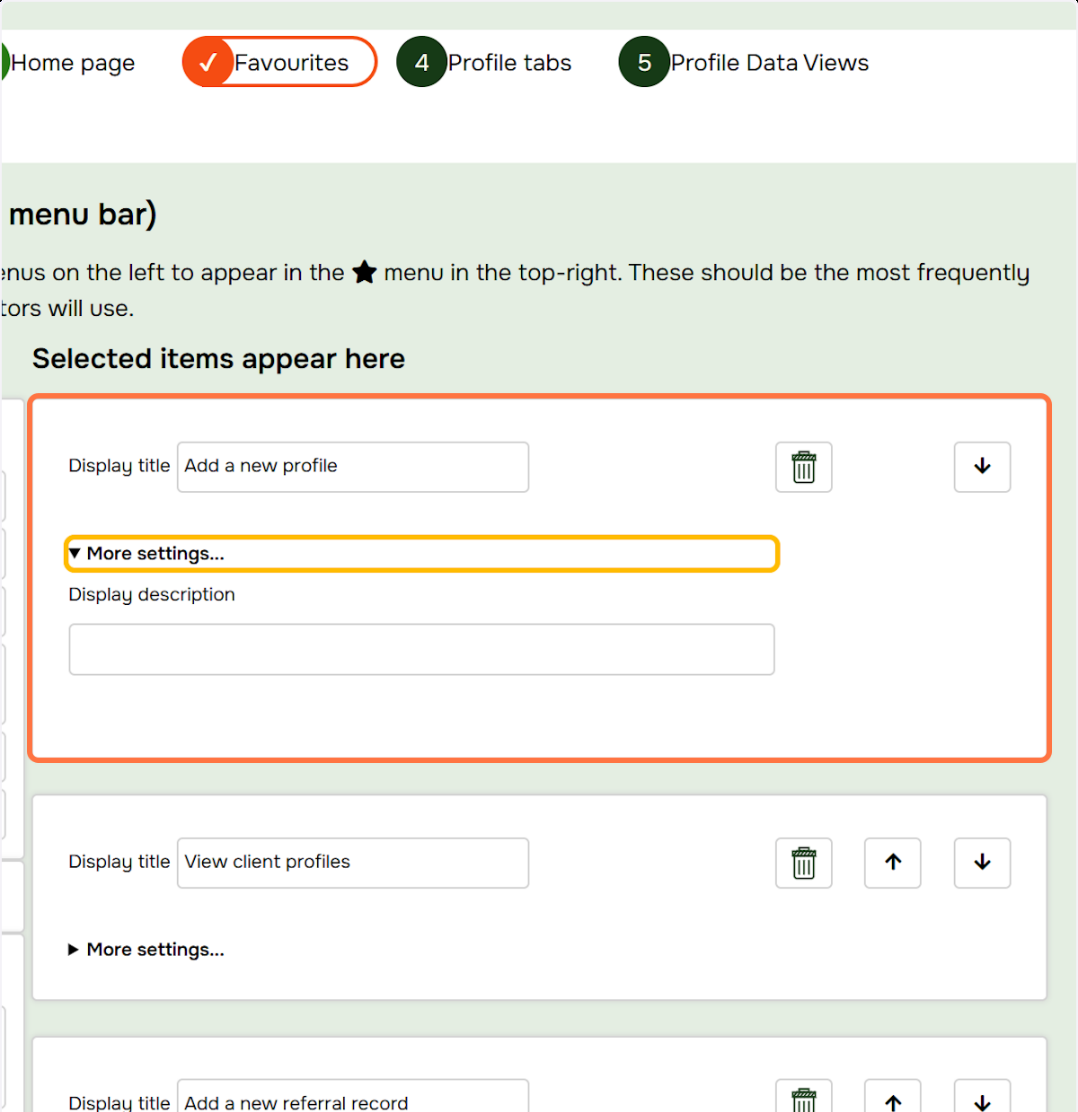 Home page ✓ Favourites 4 Profile tabs 5 Profile Data Views
menu bar)
enus on the left to appear in the ★ menu in the top-right. These should be the most frequently
tors will use.
Selected items appear here
Display title Add a new profile ↓
▼ More settings...
Display description
Display title View client profiles ↑ ↓
▶ More settings...
Display title Add a new referral record ↑ ↓